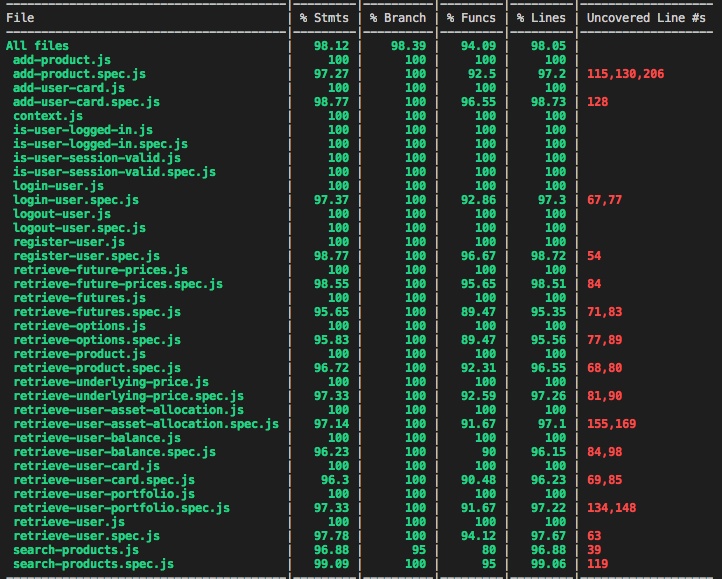 File | % Stmts | % Branch | % Funcs | % Lines | Uncovered Line #s
All files | 98.12 | 98.39 | 94.09 | 98.05 |
add-product.js | 100 | 100 | 100 | 100 |
add-product.spec.js | 97.27 | 100 | 92.5 | 97.2 | 115,130,206
add-user-card.js | 100 | 100 | 100 | 100 |
add-user-card.spec.js | 98.77 | 100 | 96.55 | 98.73 | 128
context.js | 100 | 100 | 100 | 100 |
is-user-logged-in.js | 100 | 100 | 100 | 100 |
is-user-logged-in.spec.js | 100 | 100 | 100 | 100 |
is-user-session-valid.js | 100 | 100 | 100 | 100 |
is-user-session-valid.spec.js | 100 | 100 | 100 | 100 |
login-user.js | 100 | 100 | 100 | 100 |
login-user.spec.js | 97.37 | 100 | 92.86 | 97.3 | 67,77
logout-user.js | 100 | 100 | 100 | 100 |
logout-user.spec.js | 100 | 100 | 100 | 100 |
register-user.js | 100 | 100 | 100 | 100 |
register-user.spec.js | 98.77 | 100 | 96.67 | 98.72 | 54
retrieve-future-prices.js | 100 | 100 | 100 | 100 |
retrieve-future-prices.spec.js | 98.55 | 100 | 95.65 | 98.51 | 84
retrieve-futures.js | 100 | 100 | 100 | 100 |
retrieve-futures.spec.js | 95.65 | 100 | 89.47 | 95.35 | 71,83
retrieve-options.js | 100 | 100 | 100 | 100 |
retrieve-options.spec.js | 95.83 | 100 | 89.47 | 95.56 | 77,89
retrieve-product.js | 100 | 100 | 100 | 100 |
retrieve-product.spec.js | 96.72 | 100 | 92.31 | 96.55 | 68,80
retrieve-underlying-price.js | 100 | 100 | 100 | 100 |
retrieve-underlying-price.spec.js | 97.33 | 100 | 92.59 | 97.26 | 81,90
retrieve-user-asset-allocation.js | 100 | 100 | 100 | 100 |
retrieve-user-asset-allocation.spec.js | 97.14 | 100 | 91.67 | 97.1 | 155,169
retrieve-user-balance.js | 100 | 100 | 100 | 100 |
retrieve-user-balance.spec.js | 96.23 | 100 | 90 | 96.15 | 84,98
retrieve-user-card.js | 100 | 100 | 100 | 100 |
retrieve-user-card.spec.js | 96.3 | 100 | 90.48 | 96.23 | 69,85
retrieve-user-portfolio.js | 100 | 100 | 100 | 100 |
retrieve-user-portfolio.spec.js | 97.33 | 100 | 91.67 | 97.22 | 134,148
retrieve-user.js | 100 | 100 | 100 | 100 |
retrieve-user.spec.js | 97.78 | 100 | 94.12 | 97.67 | 63
search-products.js | 96.88 | 95 | 80 | 96.88 | 39
search-products.spec.js | 99.09 | 100 | 95 | 99.06 | 119